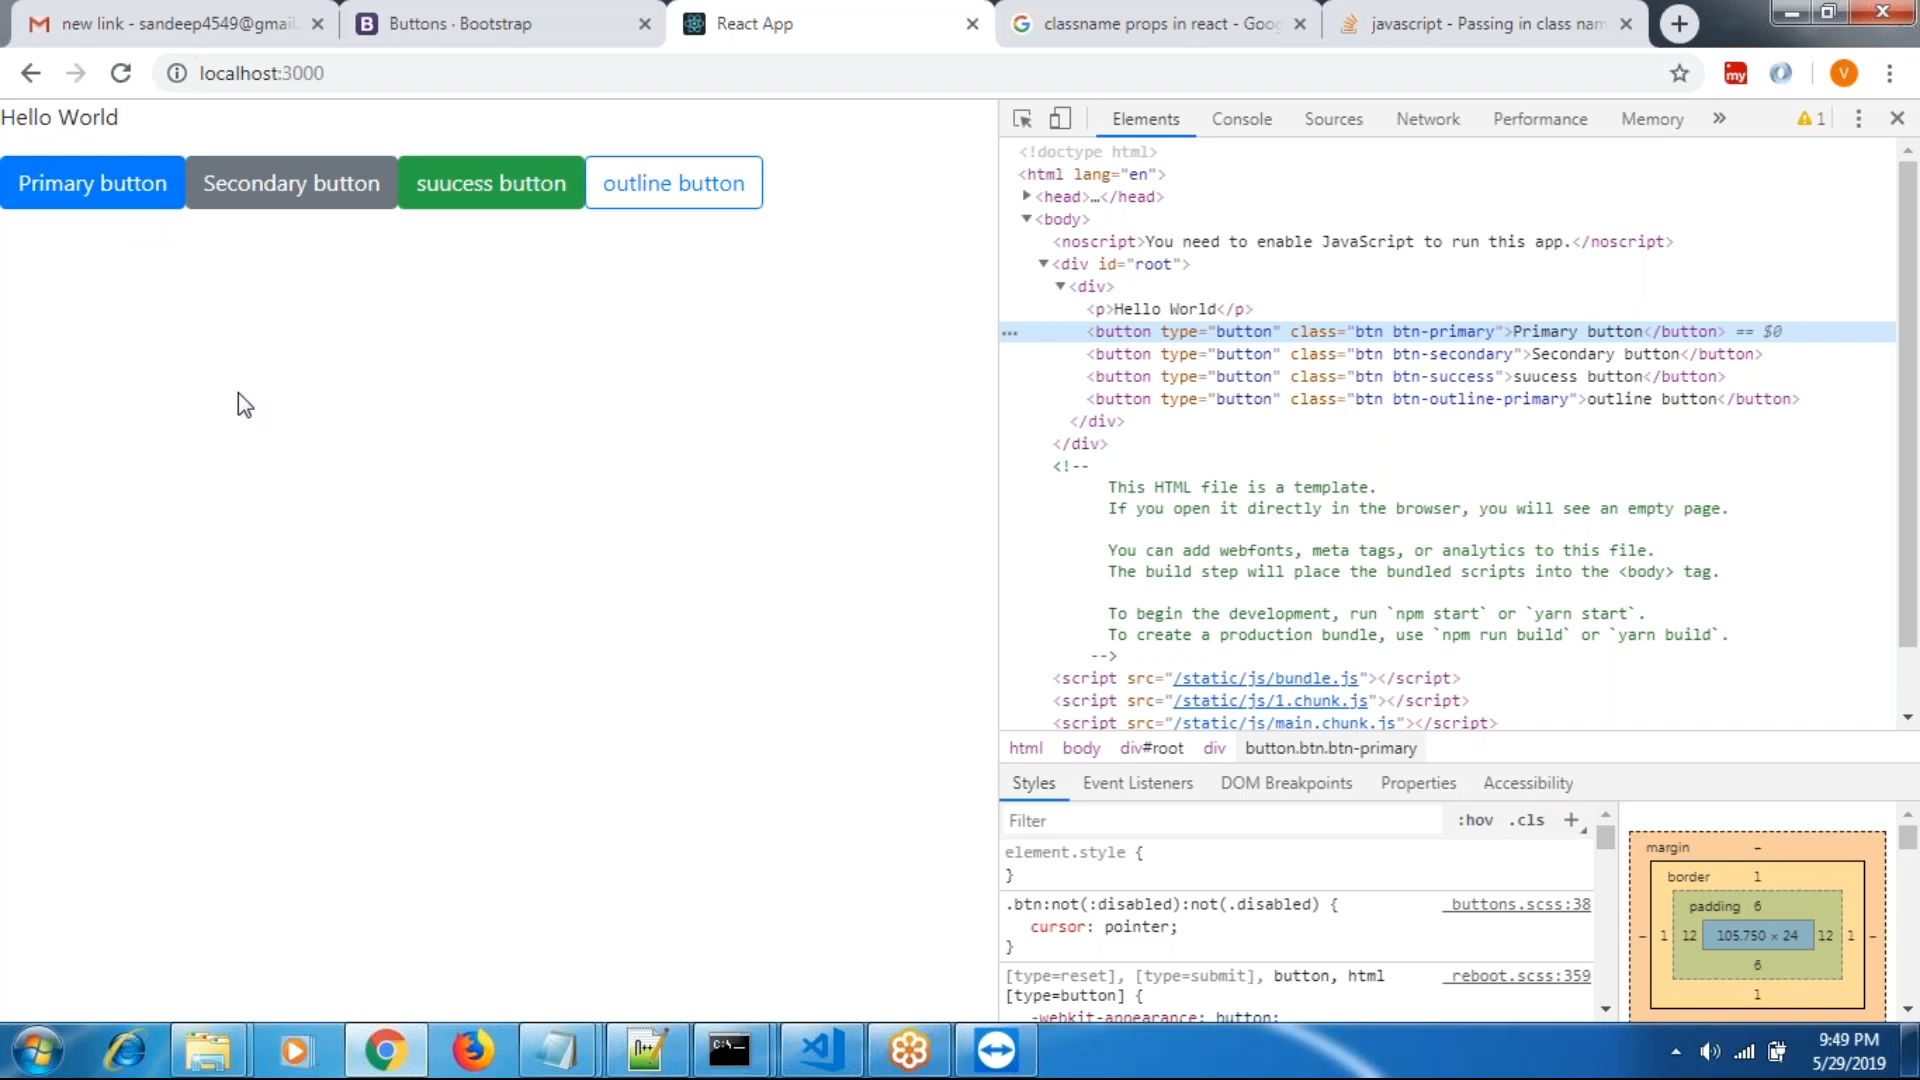 new link - sandeep4549@gmail.
Buttons · Bootstrap
React App
classname props in react - Goog
javascript - Passing in class nam
localhost:3000
my
V
Hello World
Primary button
Secondary button
suucess button
outline button
Elements
Console
Sources
Network
Performance
Memory
»
1
<!doctype html>
<html lang="en">
<head>…</head>
<body>
<noscript>You need to enable JavaScript to run this app.</noscript>
<div id="root">
<div>
<p>Hello World</p>
<button type="button" class="btn btn-primary">Primary button</button> == $0
<button type="button" class="btn btn-secondary">Secondary button</button>
<button type="button" class="btn btn-success">suucess button</button>
<button type="button" class="btn btn-outline-primary">outline button</button>
</div>
</div>
<!--
This HTML file is a template.
If you open it directly in the browser, you will see an empty page.
You can add webfonts, meta tags, or analytics to this file.
The build step will place the bundled scripts into the <body> tag.
To begin the development, run `npm start` or `yarn start`.
To create a production bundle, use `npm run build` or `yarn build`.
-->
<script src="/static/js/bundle.js"></script>
<script src="/static/js/1.chunk.js"></script>
<script src="/static/js/main.chunk.js"></script>
html body div#root div button.btn.btn-primary
Styles
Event Listeners
DOM Breakpoints
Properties
Accessibility
Filter
:hov .cls +
element.style {
}
.btn:not(:disabled):not(.disabled) { _buttons.scss:38
cursor: pointer;
}
[type=reset], [type=submit], button, html _reboot.scss:359
[type=button] {
-webkit-appearance: button;
margin -
border 1
padding 6
- 1 12 105.750 × 24 12 1 -
6
1
9:49 PM
5/29/2019